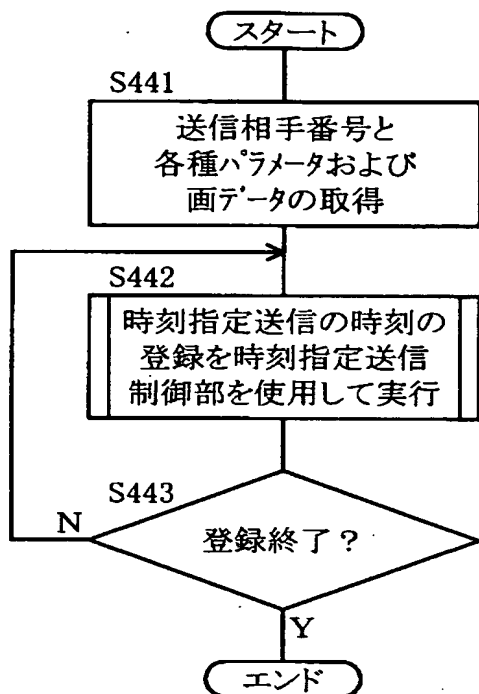 スタート
S441
送信相手番号と
各種パラメータおよび
画データの取得
S442
時刻指定送信の時刻の
登録を時刻指定送信
制御部を使用して実行
S443
N
登録終了？
Y
エンド